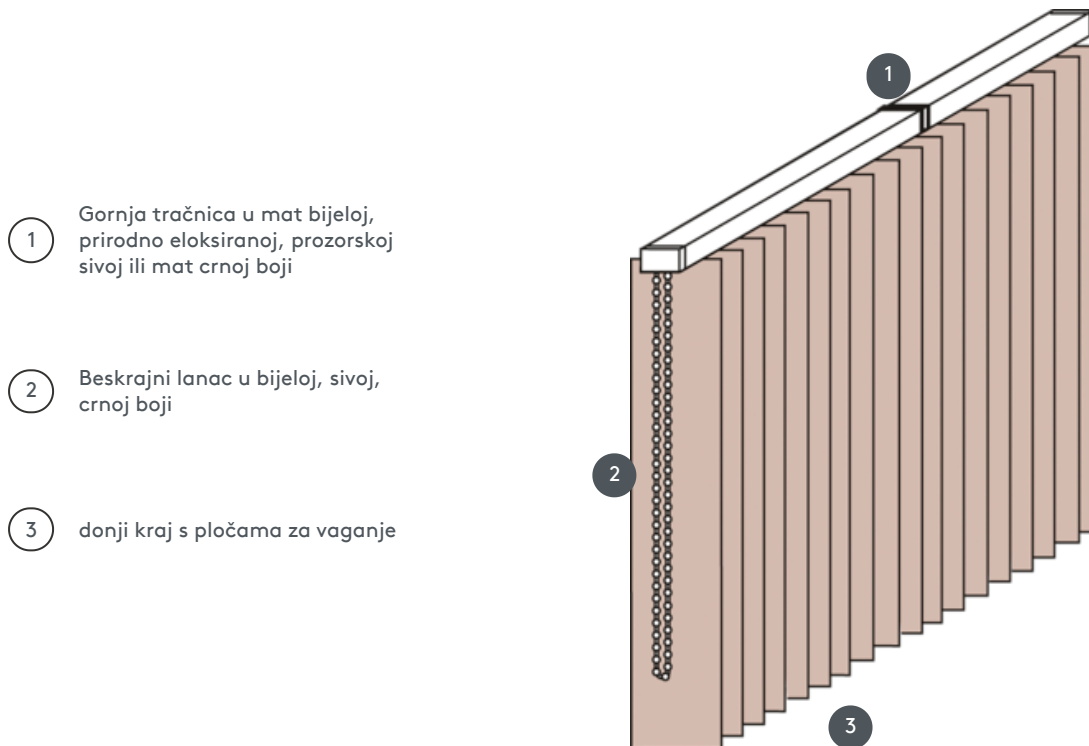 1
Gornja tračnica u mat bijeloj,
prirodno eloksiranoj, prozorskoj
sivoj ili mat crnoj boji
2
Beskrajni lanac u bijeloj, sivoj,
crnoj boji
3
donji kraj s pločama za vaganje
1
2
3